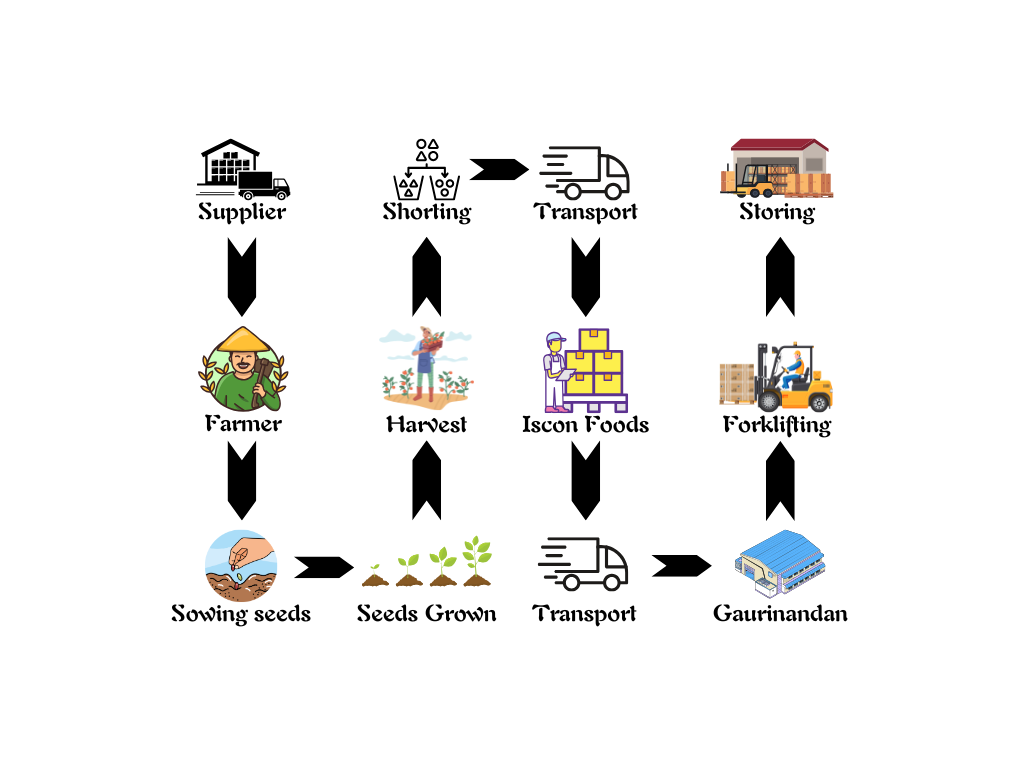 Supplier
Shorting
Transport
Storing
Farmer
Harvest
Iscon Foods
Forklifting
Sowing seeds
Seeds Grown
Transport
Gaurinandan